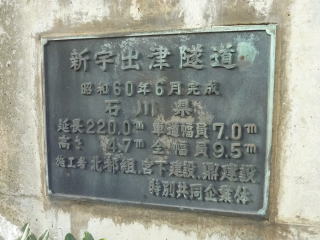 新宇出津隧道
昭和60年6月完成
石川県
延長220.0m 車道幅員7.0m
高さ 4.7m 全幅員9.5m
施工者 北都組、宮下建設、鼎建設
特別共同企業体